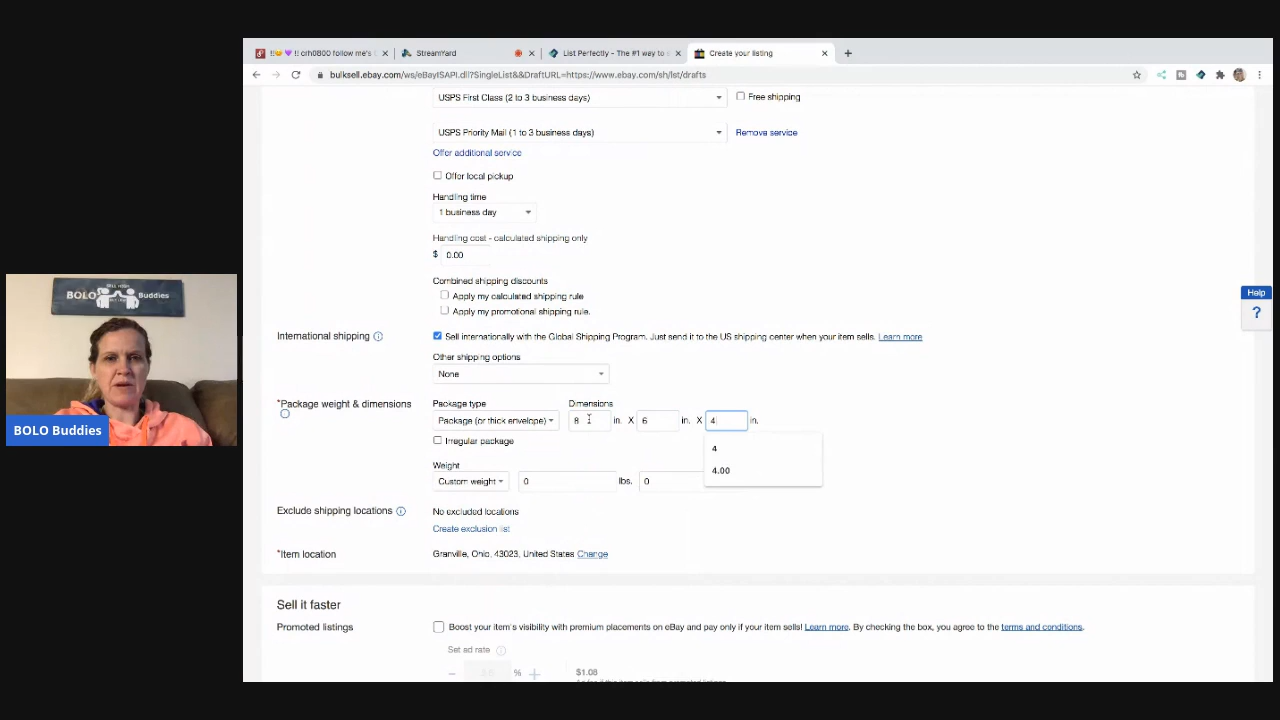 !! crh0800 follow me's
StreamYard
List Perfectly - The #1 way to
Create your listing
bulksell.ebay.com/ws/eBayISAPI.dll?SingleList&&DraftURL=https://www.ebay.com/sh/lst/drafts
USPS First Class (2 to 3 business days)
Free shipping
USPS Priority Mail (1 to 3 business days)
Remove service
Offer additional service
Offer local pickup
Handling time
1 business day
Handling cost - calculated shipping only
$ 0.00
Combined shipping discounts
Apply my calculated shipping rule
Apply my promotional shipping rule.
Help
?
International shipping
Sell internationally with the Global Shipping Program. Just send it to the US shipping center when your item sells. Learn more
Other shipping options
None
*Package weight & dimensions
Package type
Dimensions
Package (or thick envelope)
8 in. X 6 in. X 4 in.
Irregular package
4
4.00
Weight
Custom weight
0 lbs. 0
Exclude shipping locations
No excluded locations
Create exclusion list
*Item location
Granville, Ohio, 43023, United States Change
Sell it faster
Promoted listings
Boost your item's visibility with premium placements on eBay and pay only if your item sells! Learn more. By checking the box, you agree to the terms and conditions.
Set ad rate
%
$1.08
BOLO Buddies
BOLO Buddies